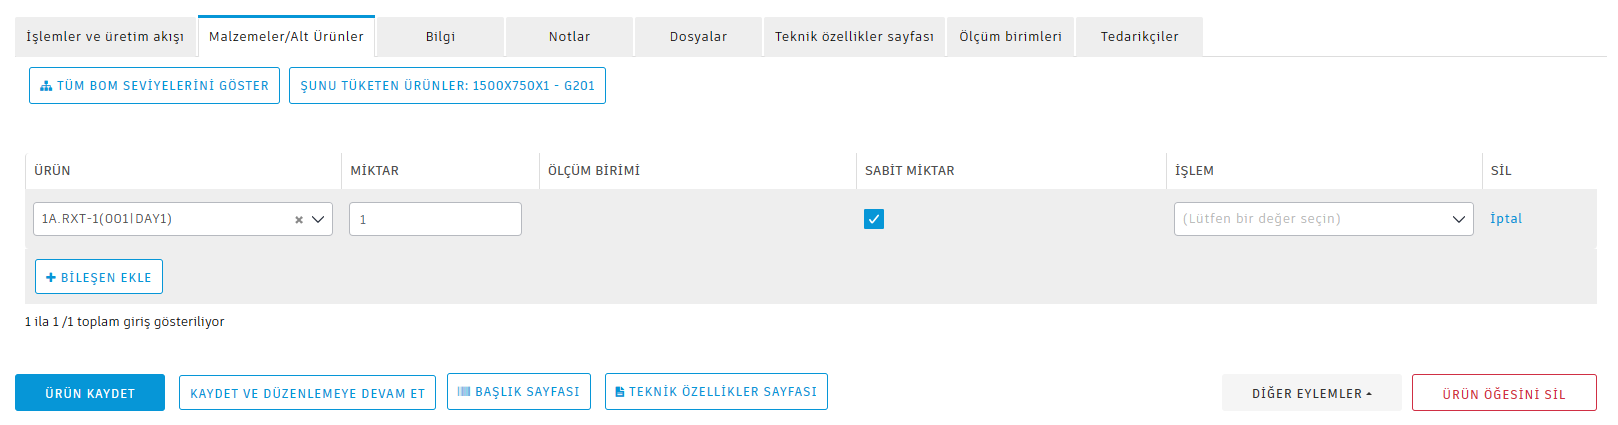 İşlemler ve üretim akışı Malzemeler/Alt Ürünler Bilgi Notlar Dosyalar Teknik özellikler sayfası Ölçüm birimleri Tedarikçiler
TÜM BOM SEVİYELERİNİ GÖSTER ŞUNU TÜKETEN ÜRÜNLER: 1500X750X1 - G201
ÜRÜN MİKTAR ÖLÇÜM BİRİMİ SABİT MİKTAR İŞLEM SİL
1A.RXT-1(001|DAY1) 1 (Lütfen bir değer seçin) İptal
BİLEŞEN EKLE
1 ila 1 /1 toplam giriş gösteriliyor
ÜRÜN KAYDET KAYDET VE DÜZENLEMEYE DEVAM ET BAŞLIK SAYFASI TEKNİK ÖZELLİKLER SAYFASI DİĞER EYLEMLER ÜRÜN ÖĞESİNİ SİL